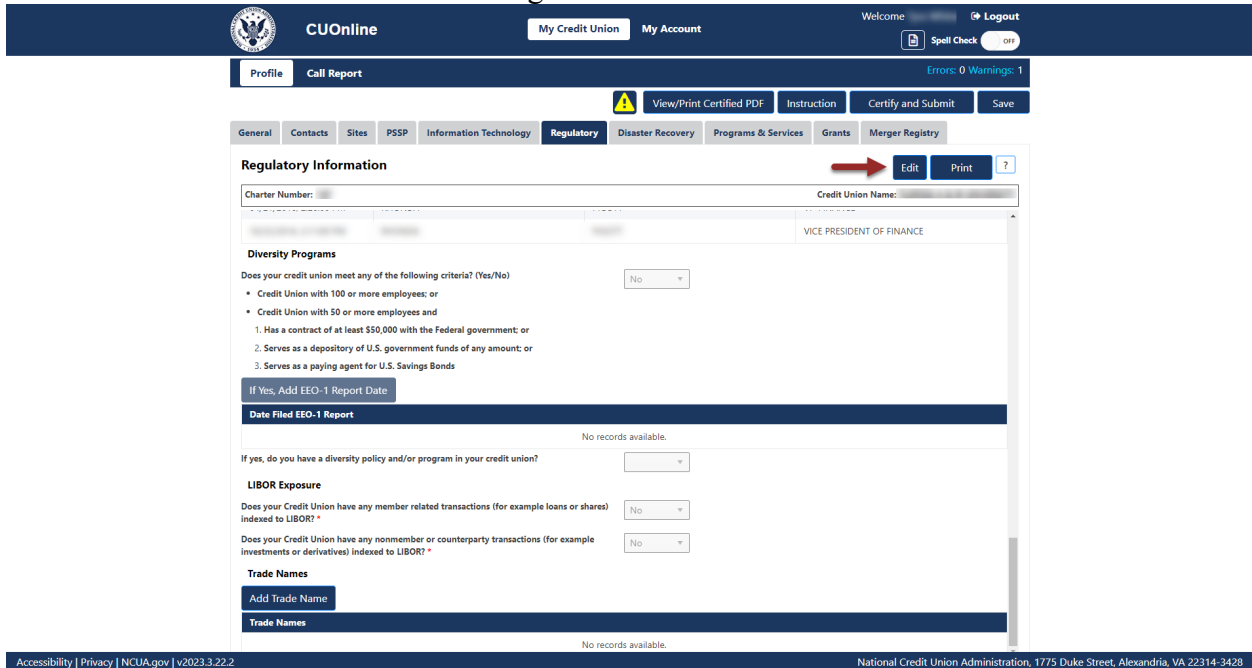 CUOnline
My Credit Union My Account
Welcome Logout
Spell Check OFF
Profile Call Report
Errors: 0 Warnings: 1
View/Print Certified PDF Instruction Certify and Submit Save
General Contacts Sites PSSP Information Technology Regulatory Disaster Recovery Programs & Services Grants Merger Registry
Regulatory Information
Edit Print ?
Charter Number: Credit Union Name:
VICE PRESIDENT OF FINANCE
Diversity Programs
Does your credit union meet any of the following criteria? (Yes/No) No
• Credit Union with 100 or more employees; or
• Credit Union with 50 or more employees and
1. Has a contract of at least $50,000 with the Federal government; or
2. Serves as a depository of U.S. government funds of any amount; or
3. Serves as a paying agent for U.S. Savings Bonds
If Yes, Add EEO-1 Report Date
Date Filed EEO-1 Report
No records available.
If yes, do you have a diversity policy and/or program in your credit union?
LIBOR Exposure
Does your Credit Union have any member related transactions (for example loans or shares) No
indexed to LIBOR? *
Does your Credit Union have any nonmember or counterparty transactions (for example No
investments or derivatives) indexed to LIBOR? *
Trade Names
Add Trade Name
Trade Names
No records available.
Accessibility | Privacy | NCUA.gov | v2023.3.22.2 National Credit Union Administration, 1775 Duke Street, Alexandria, VA 22314-3428